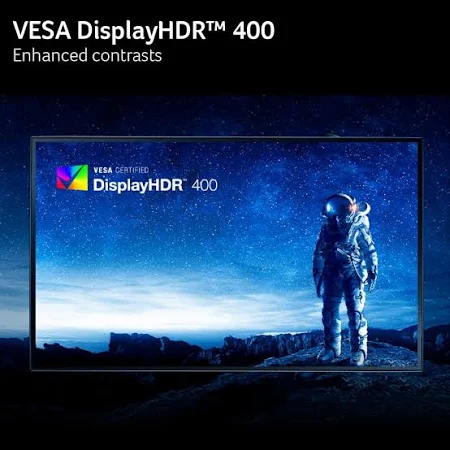 VESA DisplayHDR™ 400
Enhanced contrasts
VESA CERTIFIED
DisplayHDR™ 400